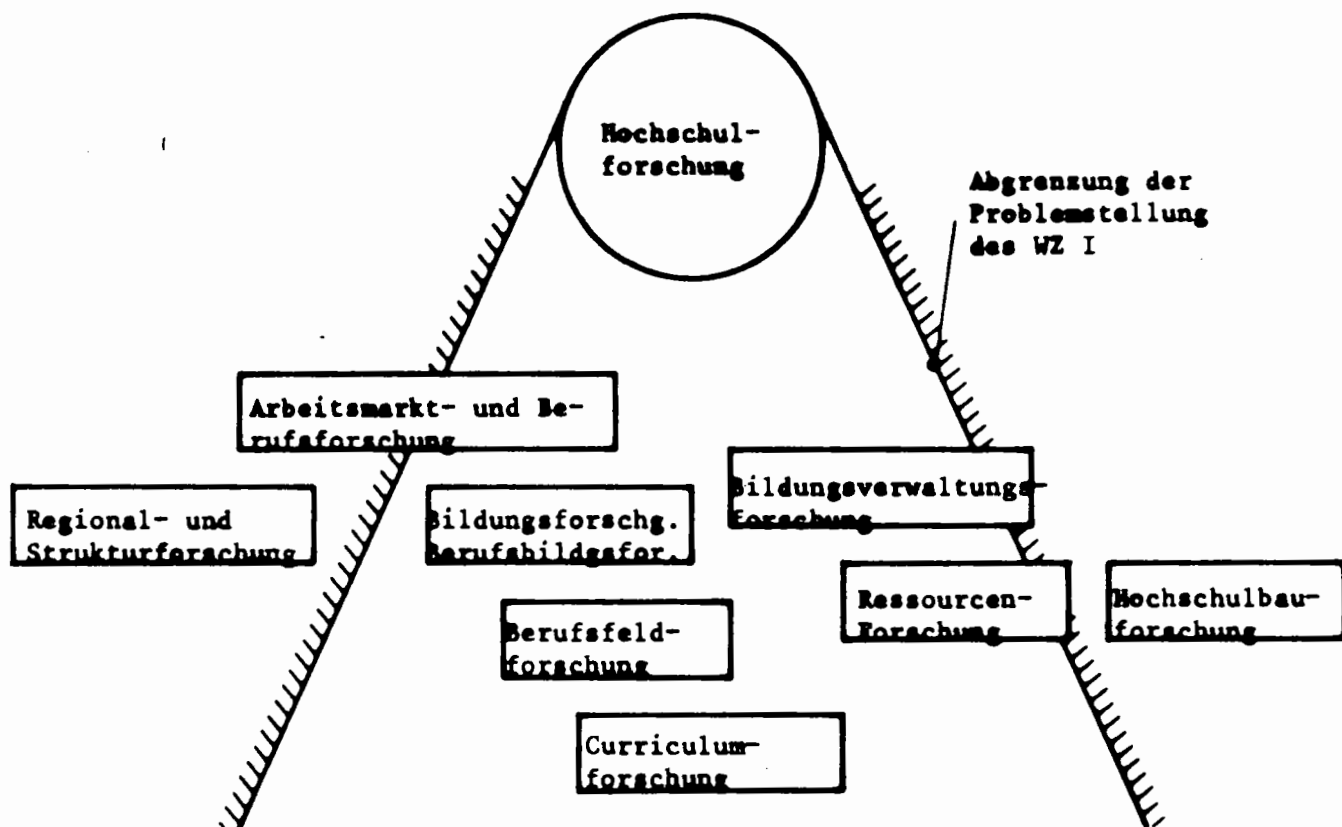 Hochschul-
forschung
Abgrenzung der
Problemstellung
des WZ I
Arbeitsmarkt- und Be-
rufsforschung
Regional- und
Strukturforschung
Bildungsforschg.
Berufsbildgsfor.
Bildungsverwaltungs-
Forschung
Ressourcen-
Forschung
Hochschulbau-
forschung
Berufsfeld-
forschung
Curriculum-
forschung